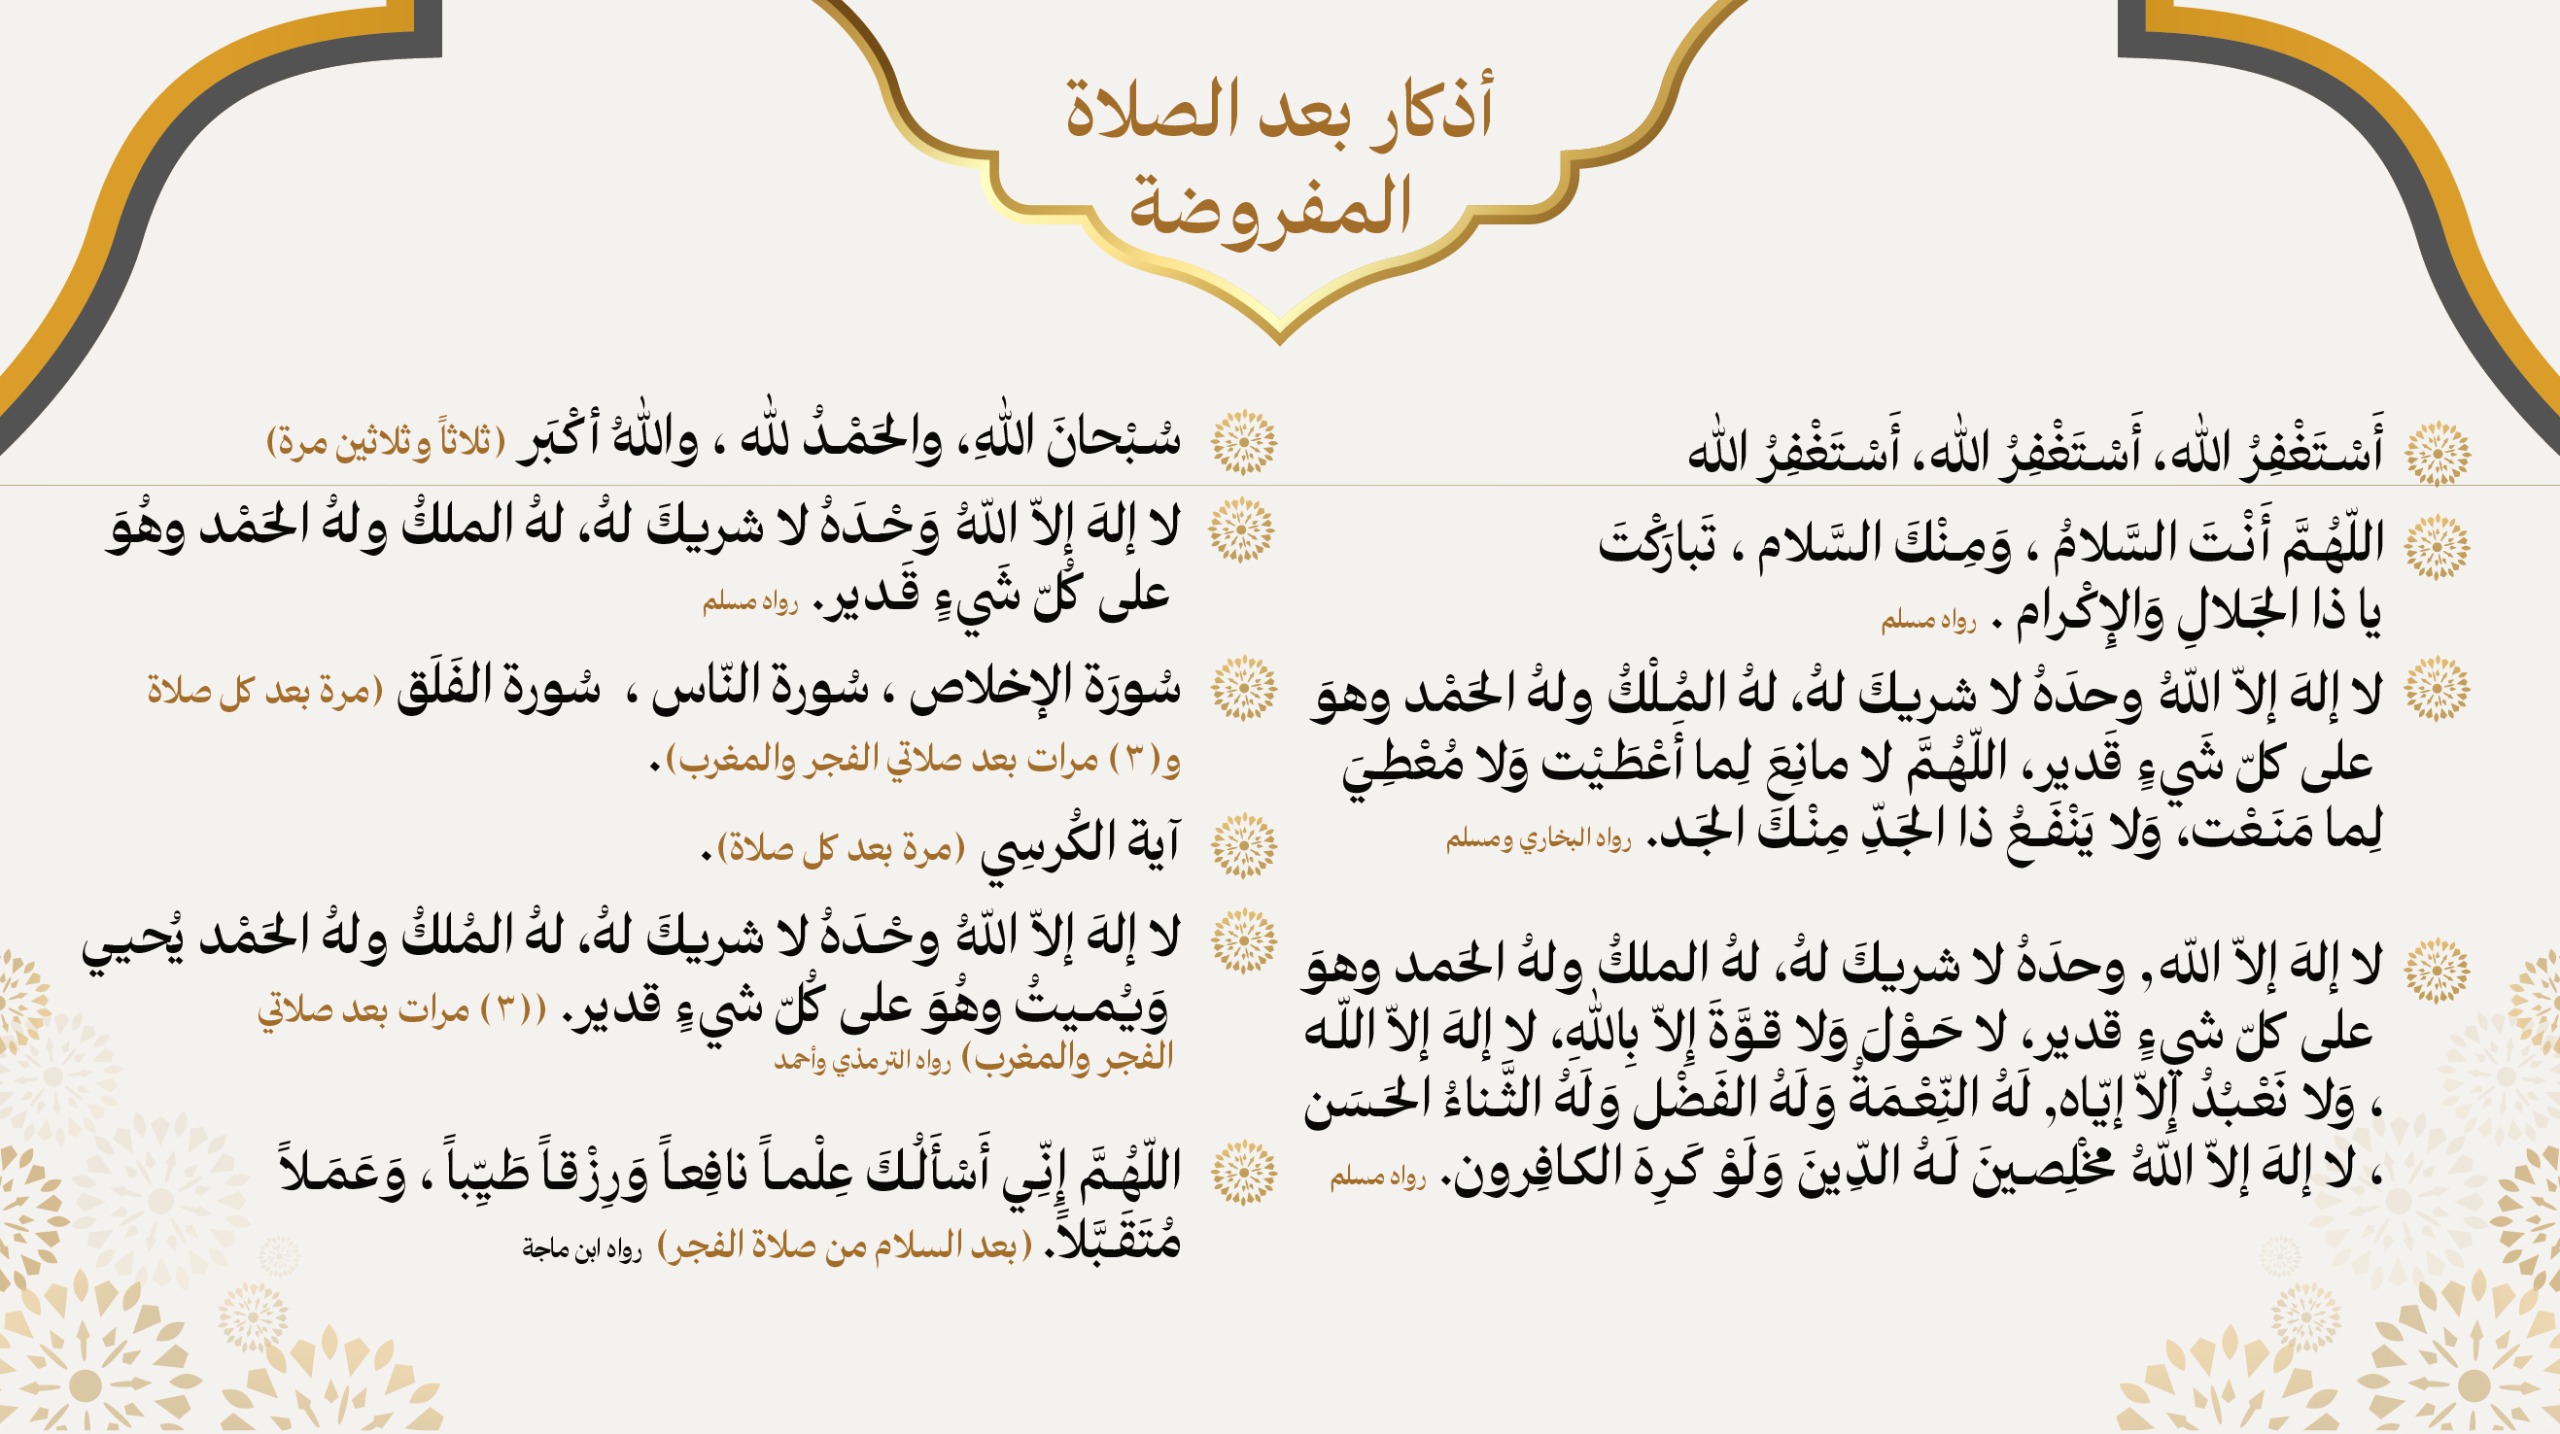 أذكار بعد الصلاة
المفروضة
أَسْتَغْفِرُ الله، أَسْتَغْفِرُ الله، أَسْتَغْفِرُ الله
اللّهُمَّ أَنْتَ السَّلامُ ، وَمِنْكَ السَّلام ، تَبارَكْتَ
يا ذا الجَلالِ وَالإِكْرام . رواه مسلم
لا إلهَ إلاّ اللّهُ وحدَهُ لا شريكَ لهُ، لهُ المُلْكُ ولهُ الحَمْد وهوَ
على كلّ شَيءٍ قَدير، اللّهُمَّ لا مانِعَ لِما أَعْطَيْت وَلا مُعْطِيَ
لِما مَنَعْت، وَلا يَنْفَعُ ذا الجَدِّ مِنْكَ الجَد. رواه البخاري ومسلم
لا إلهَ إلاّ اللّه, وحدَهُ لا شريكَ لهُ، لهُ الملكُ ولهُ الحَمد وهوَ
على كلّ شيءٍ قدير، لا حَوْلَ وَلا قوَّةَ إِلاّ بِاللهِ، لا إلهَ إلاّ اللّه
، وَلا نَعْبُدُ إِلاّ إيّاه, لَهُ النِّعْمَةُ وَلَهُ الفَضْل وَلَهُ الثَّناءُ الحَسَن
، لا إلهَ إلاّ اللّهُ مخْلِصينَ لَهُ الدِّينَ وَلَوْ كَرِهَ الكافِرون. رواه مسلم
سُبْحانَ اللهِ، والحَمْدُ لله ، واللهُ أكْبَر (ثلاثاً وثلاثين مرة)
لا إلهَ إلاّ اللّهُ وَحْدَهُ لا شريكَ لهُ، لهُ الملكُ ولهُ الحَمْد وهُوَ
على كُلّ شَيءٍ قَدير. رواه مسلم
سُورَة الإخلاص ، سُورة النّاس ، سُورة الفَلَق (مرة بعد كل صلاة
و(٣) مرات بعد صلاتي الفجر والمغرب).
آية الكُرسِي (مرة بعد كل صلاة).
لا إلهَ إلاّ اللّهُ وحْدَهُ لا شريكَ لهُ، لهُ المُلكُ ولهُ الحَمْد يُحيي
وَيُميتُ وهُوَ على كُلّ شيءٍ قدير. ((٣) مرات بعد صلاتي
الفجر والمغرب) رواه الترمذي وأحمد
اللّهُمَّ إِنِّي أَسْأَلُكَ عِلْماً نافِعاً وَرِزْقاً طَيِّباً ، وَعَمَلاً
مُتَقَبَّلاً. (بعد السلام من صلاة الفجر) رواه ابن ماجة